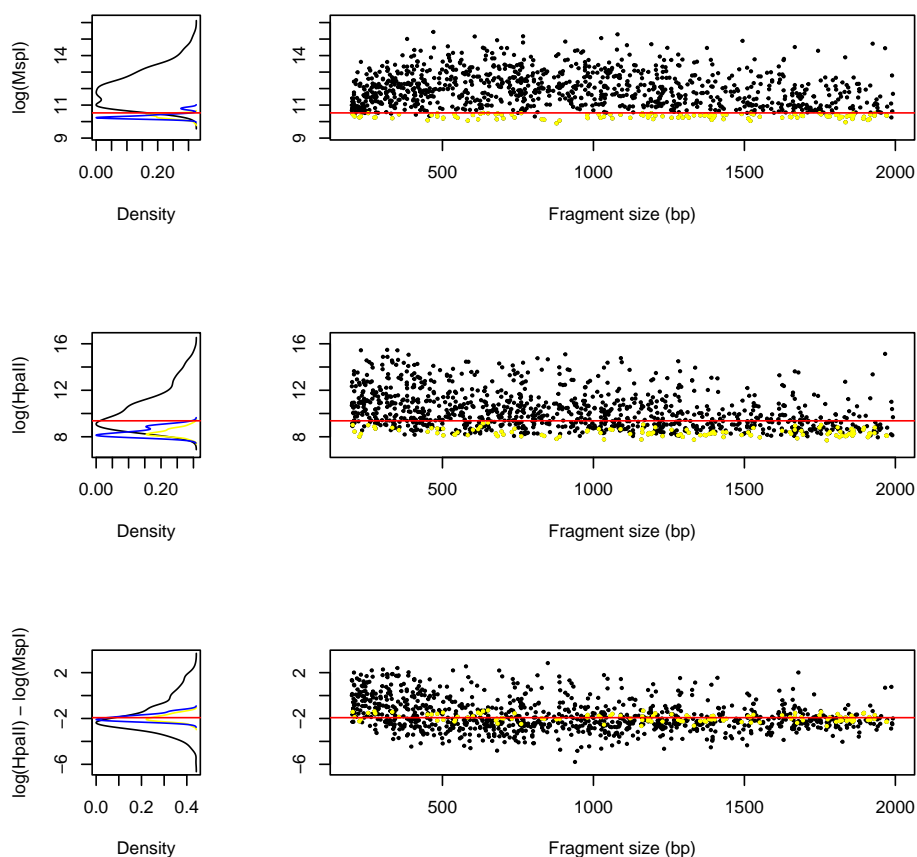 log(MspI)
9 11 14
0.00 0.20
Density
9 11 14
500 1000 1500 2000
Fragment size (bp)
log(HpaII)
8 12 16
0.00 0.20
Density
8 12 16
500 1000 1500 2000
Fragment size (bp)
log(HpaII) − log(MspI)
−6 −2 2
0.0 0.2 0.4
Density
−6 −2 2
500 1000 1500 2000
Fragment size (bp)